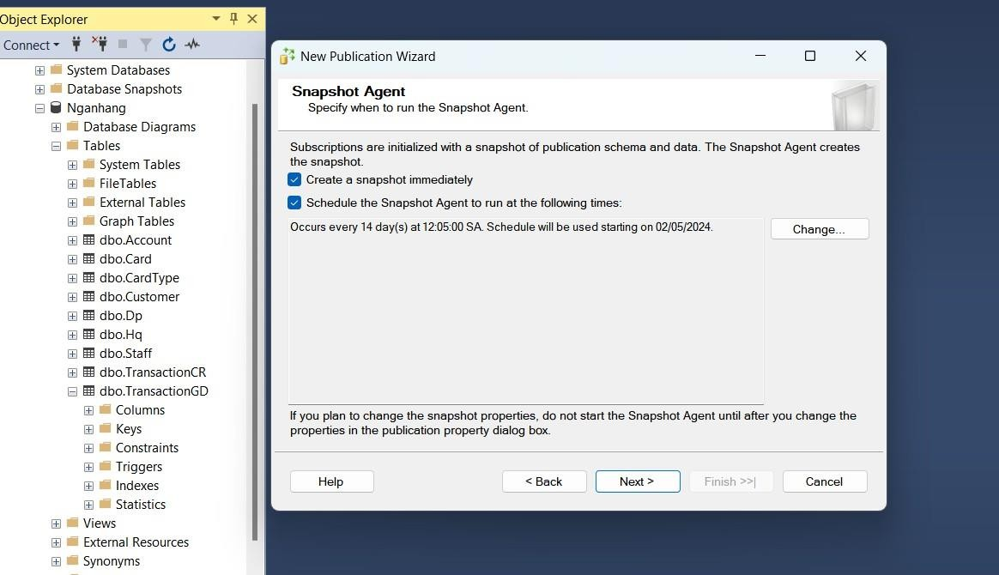 Object Explorer
Connect
System Databases
Database Snapshots
Nganhang
Database Diagrams
Tables
System Tables
FileTables
External Tables
Graph Tables
dbo.Account
dbo.Card
dbo.CardType
dbo.Customer
dbo.Dp
dbo.Hq
dbo.Staff
dbo.TransactionCR
dbo.TransactionGD
Columns
Keys
Constraints
Triggers
Indexes
Statistics
Views
External Resources
Synonyms
New Publication Wizard
Snapshot Agent
Specify when to run the Snapshot Agent.
Subscriptions are initialized with a snapshot of publication schema and data. The Snapshot Agent creates
the snapshot.
Create a snapshot immediately
Schedule the Snapshot Agent to run at the following times:
Occurs every 14 day(s) at 12:05:00 SA. Schedule will be used starting on 02/05/2024.
Change...
If you plan to change the snapshot properties, do not start the Snapshot Agent until after you change the
properties in the publication property dialog box.
Help
< Back
Next >
Finish >>|
Cancel